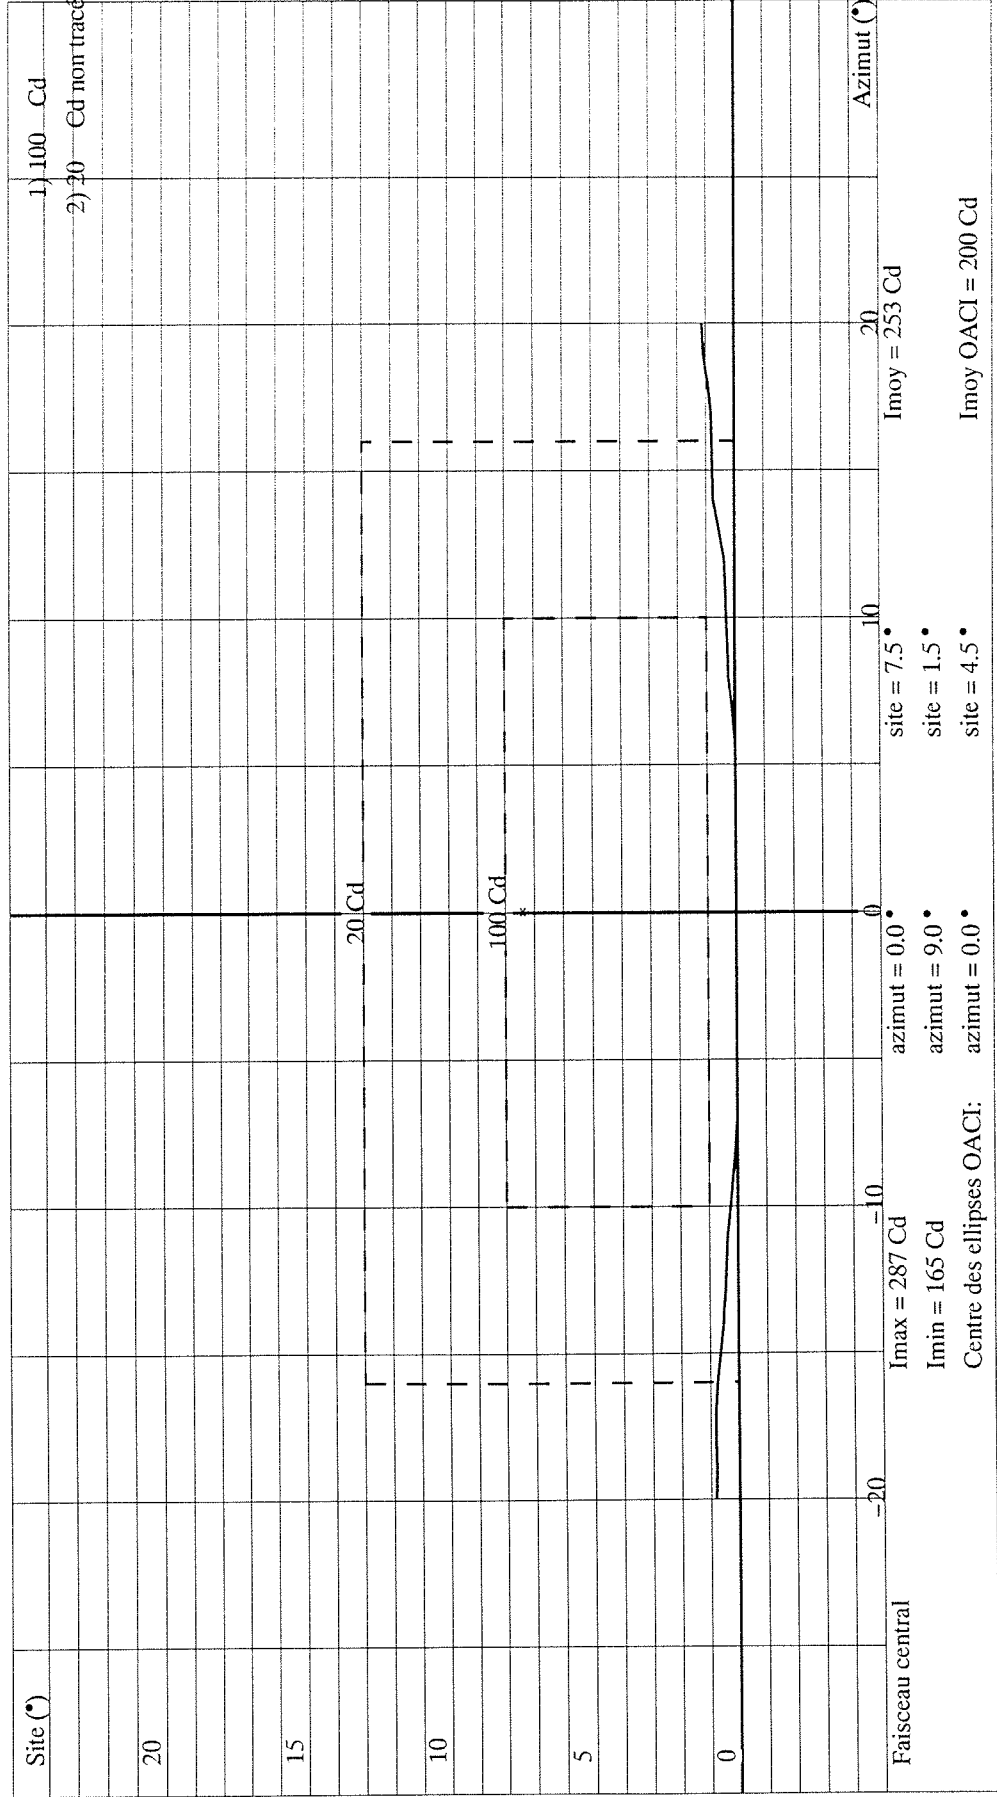 Site (°)
1) 100 Cd
2) 20 Cd non tracé
20
15
10
5
0
20 Cd
100 Cd
-20
-10
0
10
20
Azimut (°)
Faisceau central
Imax = 287 Cd azimut = 0.0° site = 7.5° Imoy = 253 Cd
Imin = 165 Cd azimut = 9.0° site = 1.5°
Centre des ellipses OACI: azimut = 0.0° site = 4.5° Imoy OACI = 200 Cd